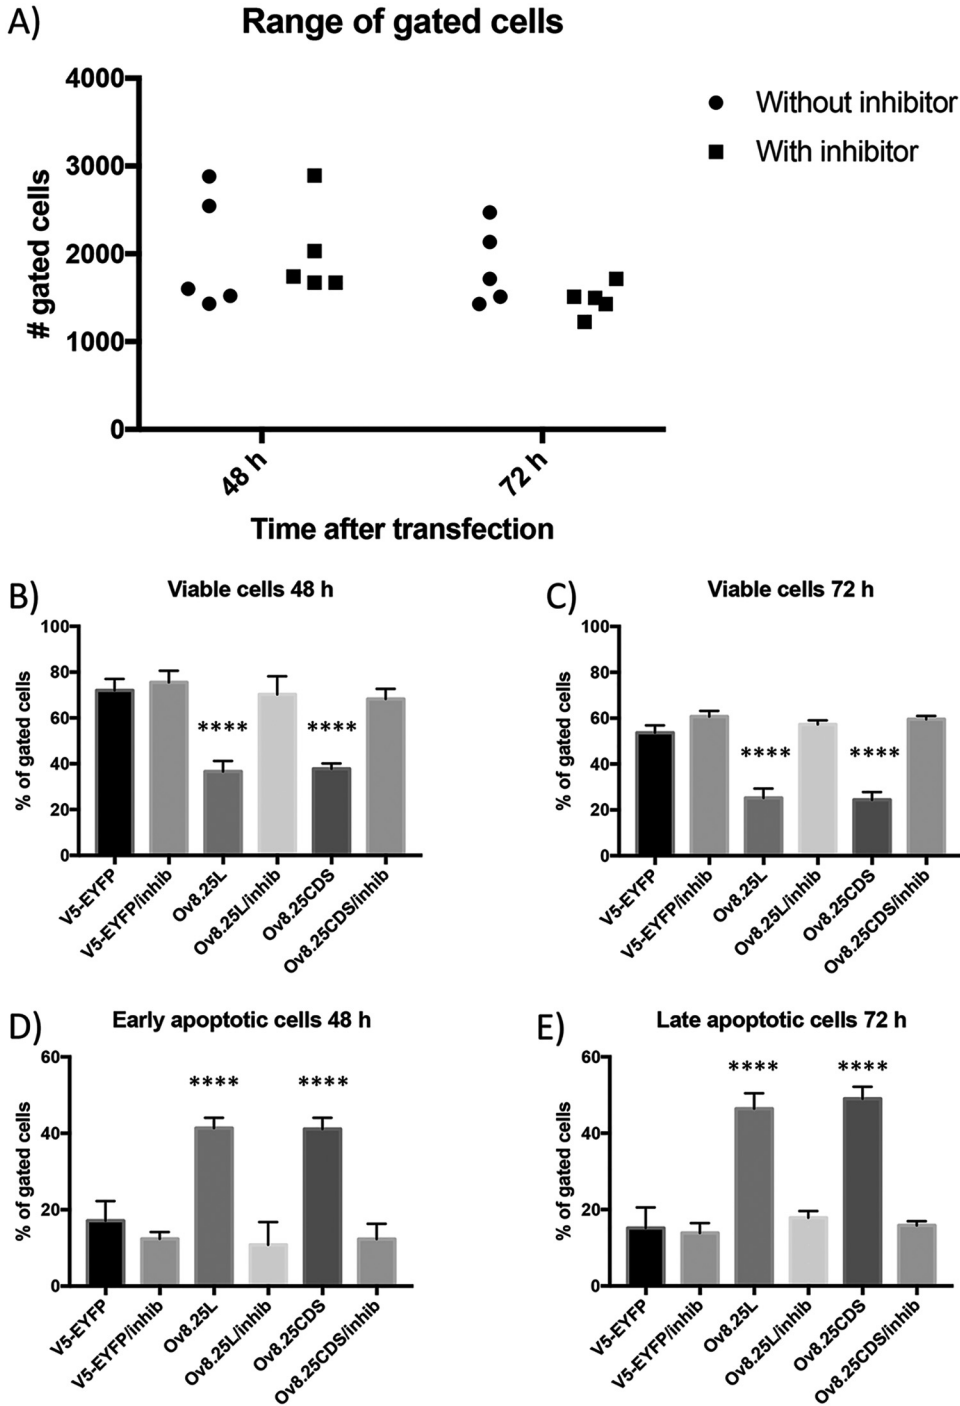 A)
Range of gated cells
# gated cells
4000
3000
2000
1000
0
48 h
72 h
Time after transfection
Without inhibitor
With inhibitor
B)
Viable cells 48 h
% of gated cells
100
80
60
40
20
0
****
****
V5-EYFP
V5-EYFP/inhib
Ov8.25L
Ov8.25L/inhib
Ov8.25CDS
Ov8.25CDS/inhib
C)
Viable cells 72 h
% of gated cells
100
80
60
40
20
0
****
****
V5-EYFP
V5-EYFP/inhib
Ov8.25L
Ov8.25L/inhib
Ov8.25CDS
Ov8.25CDS/inhib
D)
Early apoptotic cells 48 h
% of gated cells
60
40
20
0
****
****
V5-EYFP
V5-EYFP/inhib
Ov8.25L
Ov8.25L/inhib
Ov8.25CDS
Ov8.25CDS/inhib
E)
Late apoptotic cells 72 h
% of gated cells
60
40
20
0
****
****
V5-EYFP
V5-EYFP/inhib
Ov8.25L
Ov8.25L/inhib
Ov8.25CDS
Ov8.25CDS/inhib